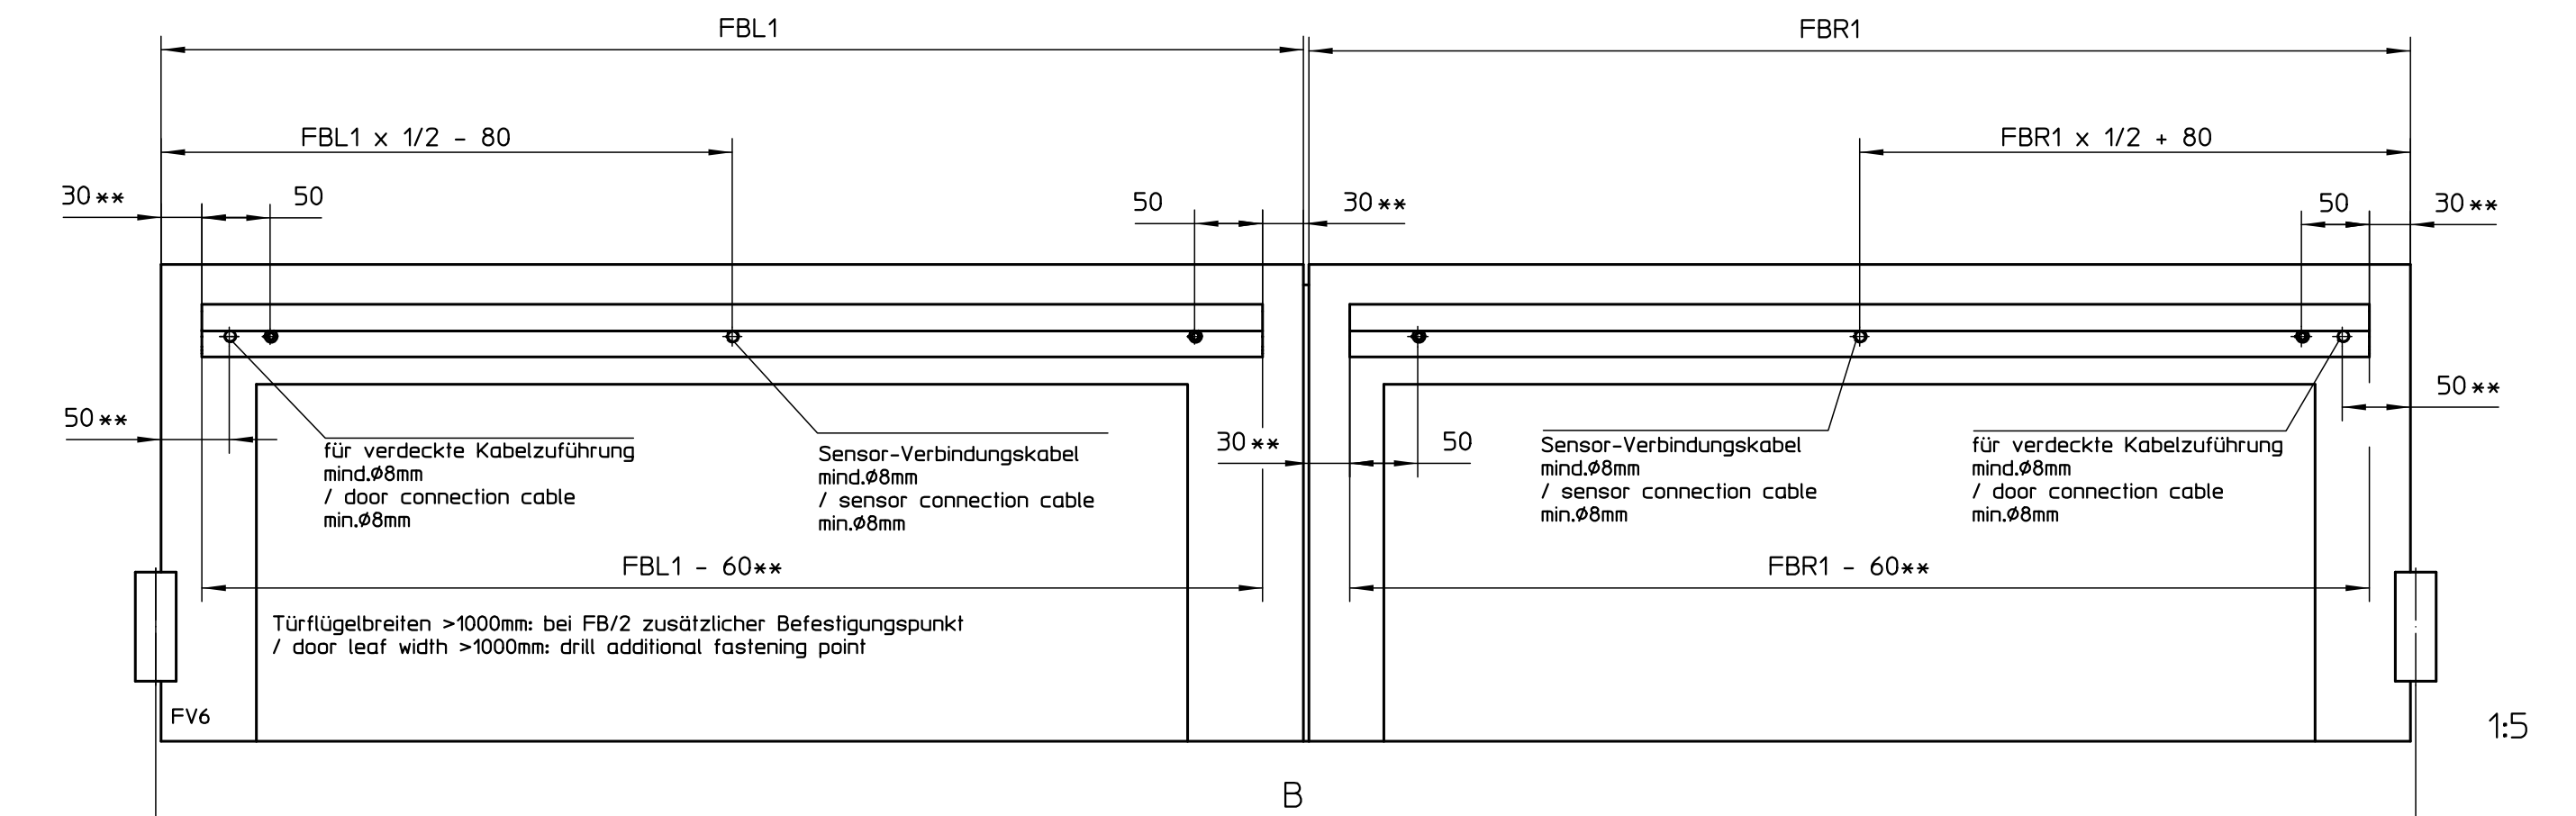 FBL1
FBR1
FBL1 x 1/2 - 80
FBR1 x 1/2 + 80
30**
50
50
30**
50
30**
50**
für verdeckte Kabelzuführung
mind.Ø8mm
/ door connection cable
min.Ø8mm
Sensor-Verbindungskabel
mind.Ø8mm
/ sensor connection cable
min.Ø8mm
30**
50
Sensor-Verbindungskabel
mind.Ø8mm
/ sensor connection cable
min.Ø8mm
für verdeckte Kabelzuführung
mind.Ø8mm
/ door connection cable
min.Ø8mm
50**
FBL1 - 60**
FBR1 - 60**
Türflügelbreiten >1000mm: bei FB/2 zusätzlicher Befestigungspunkt
/ door leaf width >1000mm: drill additional fastening point
FV6
1:5
B